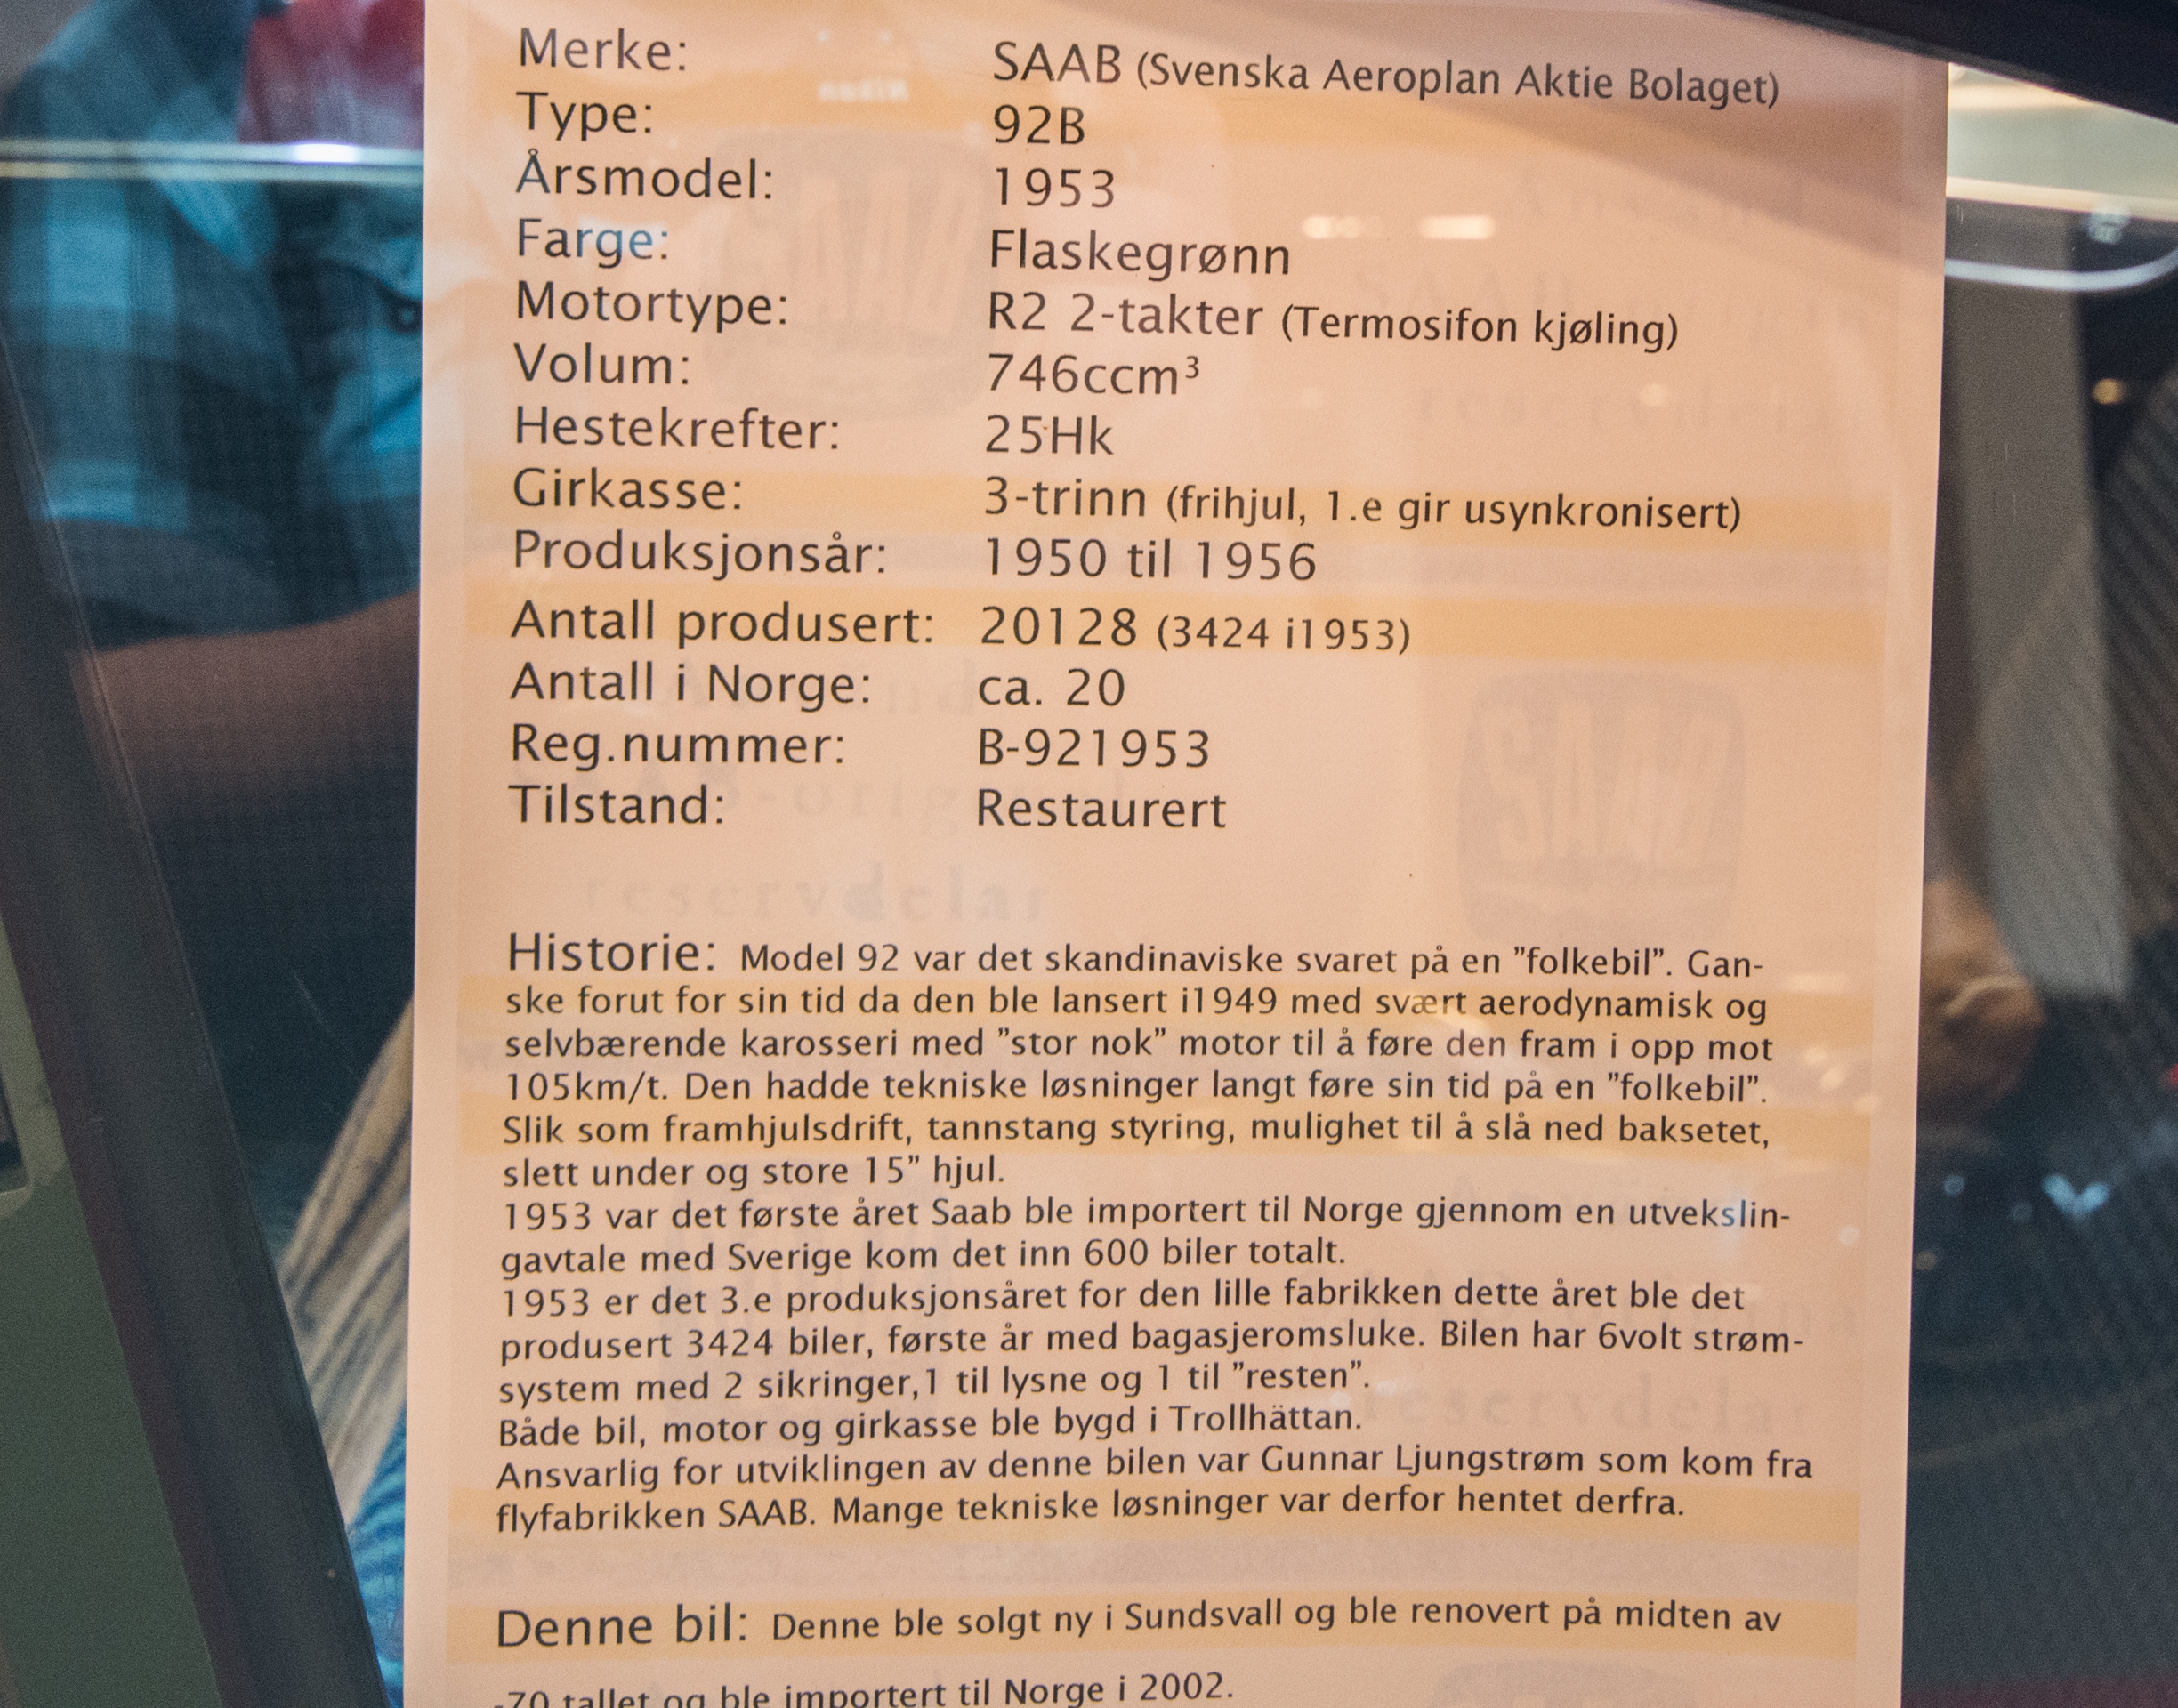 Merke: SAAB (Svenska Aeroplan Aktie Bolaget)
Type: 92B
Årsmodel: 1953
Farge: Flaskegrønn
Motortype: R2 2-takter (Termosifon kjøling)
Volum: 746ccm³
Hestekrefter: 25Hk
Girkasse: 3-trinn (frihjul, 1.e gir usynkronisert)
Produksjonsår: 1950 til 1956
Antall produsert: 20128 (3424 i1953)
Antall i Norge: ca. 20
Reg.nummer: B-921953
Tilstand: Restaurert
reservdelar
Historie: Model 92 var det skandinaviske svaret på en ”folkebil”. Gan-
ske forut for sin tid da den ble lansert i1949 med svært aerodynamisk og
selvbærende karosseri med ”stor nok” motor til å føre den fram i opp mot
105km/t. Den hadde tekniske løsninger langt føre sin tid på en ”folkebil”.
Slik som framhjulsdrift, tannstang styring, mulighet til å slå ned baksetet,
slett under og store 15” hjul.
1953 var det første året Saab ble importert til Norge gjennom en utvekslin-
gavtale med Sverige kom det inn 600 biler totalt.
1953 er det 3.e produksjonsåret for den lille fabrikken dette året ble det
produsert 3424 biler, første år med bagasjeromsluke. Bilen har 6volt strøm-
system med 2 sikringer,1 til lysne og 1 til ”resten”.
Både bil, motor og girkasse ble bygd i Trollhättan.
Ansvarlig for utviklingen av denne bilen var Gunnar Ljungstrøm som kom fra
flyfabrikken SAAB. Mange tekniske løsninger var derfor hentet derfra.
Denne bil: Denne ble solgt ny i Sundsvall og ble renovert på midten av
-70 tallet og ble importert til Norge i 2002.